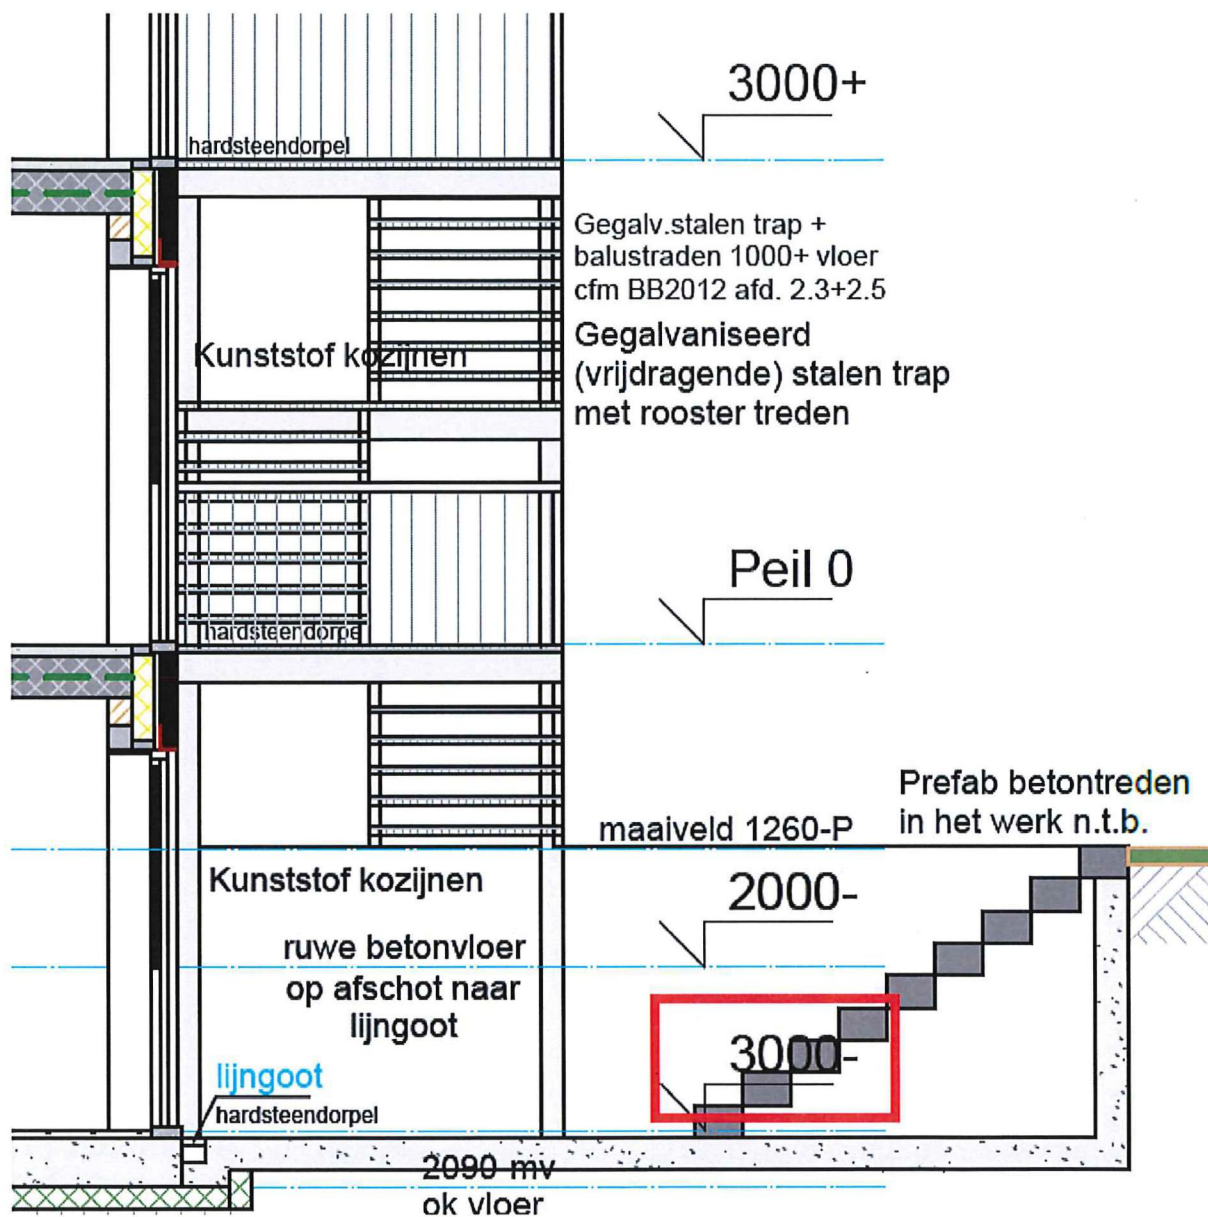 3000+
hardsteendorpel
Gegalv.stalen trap +
balustraden 1000+ vloer
cfm BB2012 afd. 2.3+2.5
Kunststof kozijnen
Gegalvaniseerd
(vrijdragende) stalen trap
met rooster treden
Peil 0
hardsteendorpel
Prefab betontreden
in het werk n.t.b.
maaiveld 1260-P
Kunststof kozijnen
2000-
ruwe betonvloer
op afschot naar
lijngoot
3000-
lijngoot
hardsteendorpel
2090 mv
ok vloer